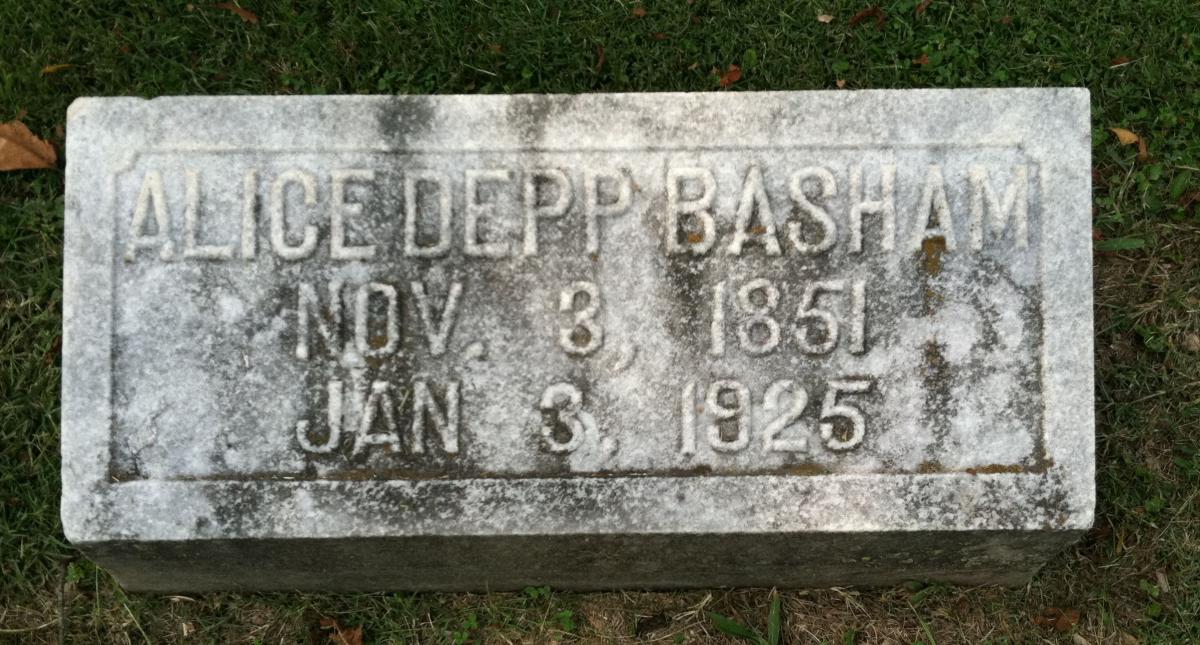 ALICE DEPP BASHAM
NOV. 3, 1851
JAN 3, 1925